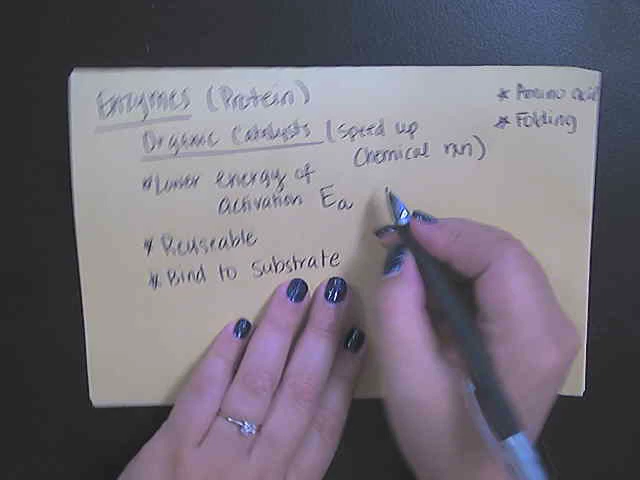 Enzymes (Protein)
* Amino acid
* Folding
Organic Catalysts (speed up
Chemical rxn)
* Lower energy of
activation Ea
* Reuseable
* Bind to substrate